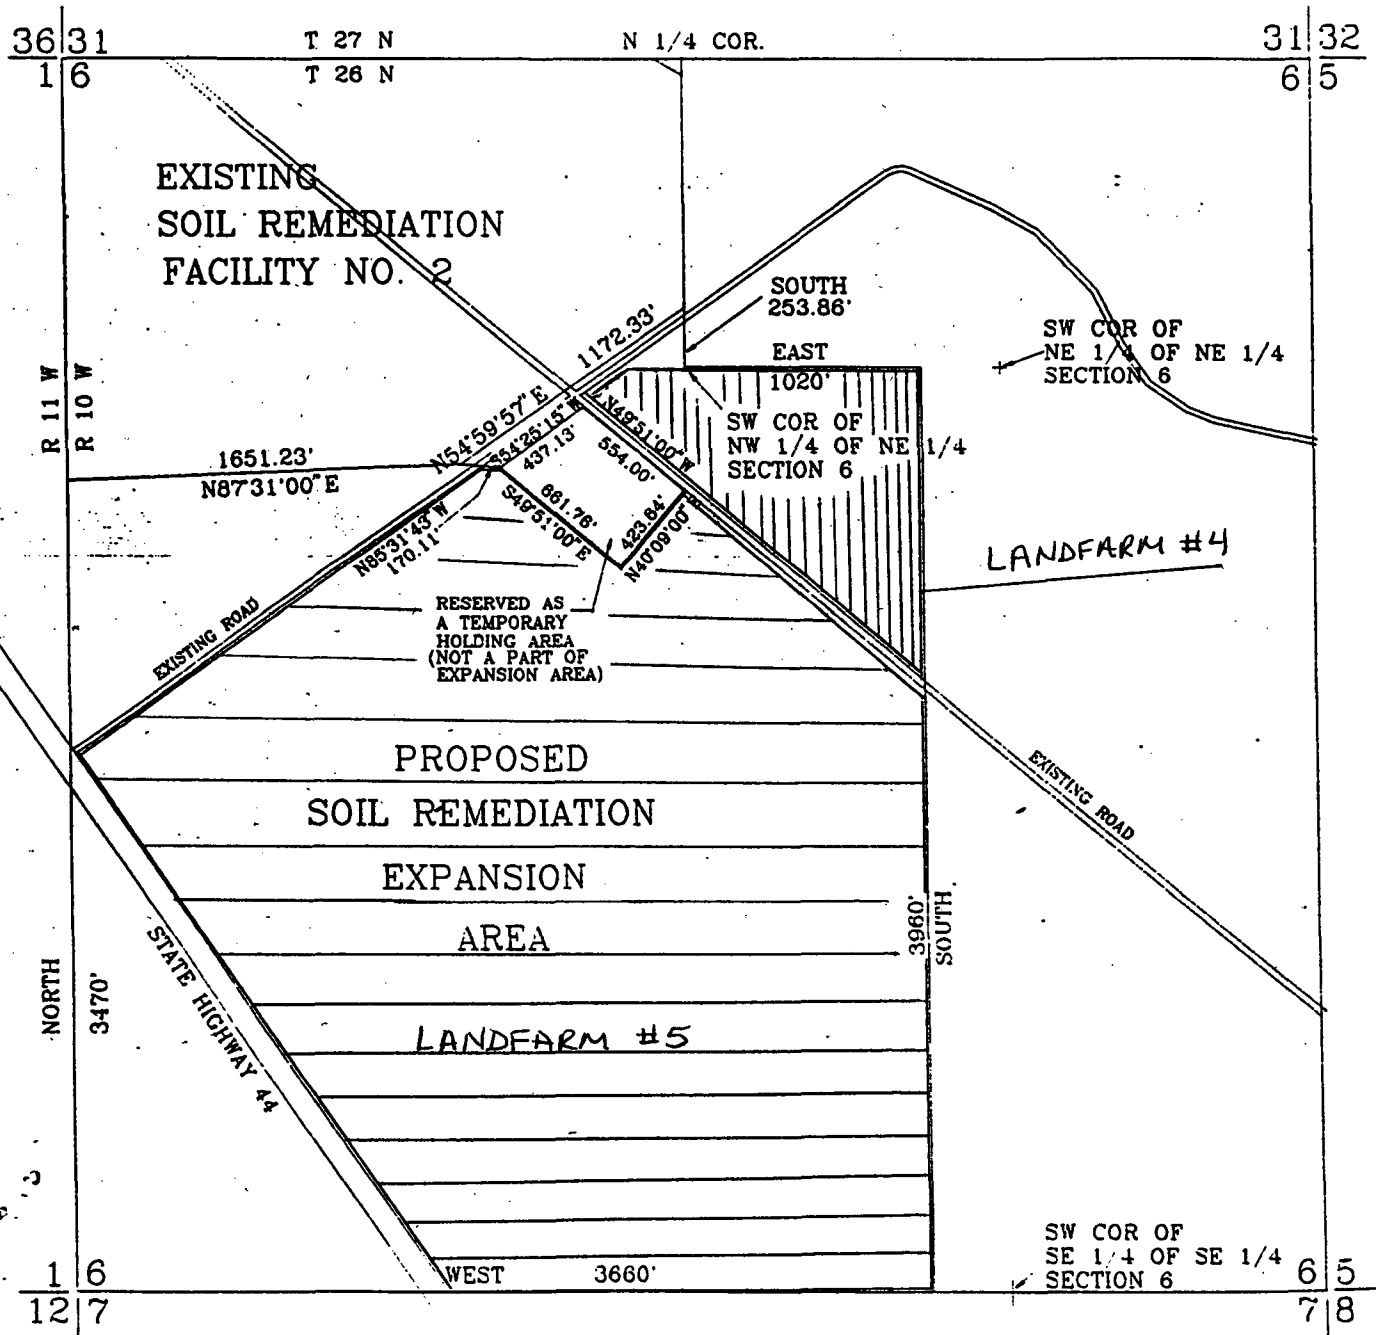 36 31
T 27 N
N 1/4 COR.
31 32
1 6
T 26 N
6 5
EXISTING
SOIL REMEDIATION
FACILITY NO. 2
SOUTH
253.86'
1172.33'
SW COR OF
NE 1/4 OF NE 1/4
SECTION 6
EAST
1020'
R 11 W
R 10 W
N54°59'57"E
S54°25'15"W
437.13'
N49°51'00"W
554.00'
SW COR OF
NW 1/4 OF NE 1/4
SECTION 6
1651.23'
N87°31'00"E
661.76'
S49°51'00"E
423.64'
N40°09'00"
N85°31'43"W
170.11'
LANDFARM #4
RESERVED AS
A TEMPORARY
HOLDING AREA
(NOT A PART OF
EXPANSION AREA)
EXISTING ROAD
PROPOSED
SOIL REMEDIATION
EXPANSION
AREA
EXISTING ROAD
3960'
SOUTH
STATE HIGHWAY 44
NORTH
3470'
LANDFARM #5
SW COR OF
SE 1/4 OF SE 1/4
SECTION 6
1 6
WEST 3660'
6 5
12 7
7 8